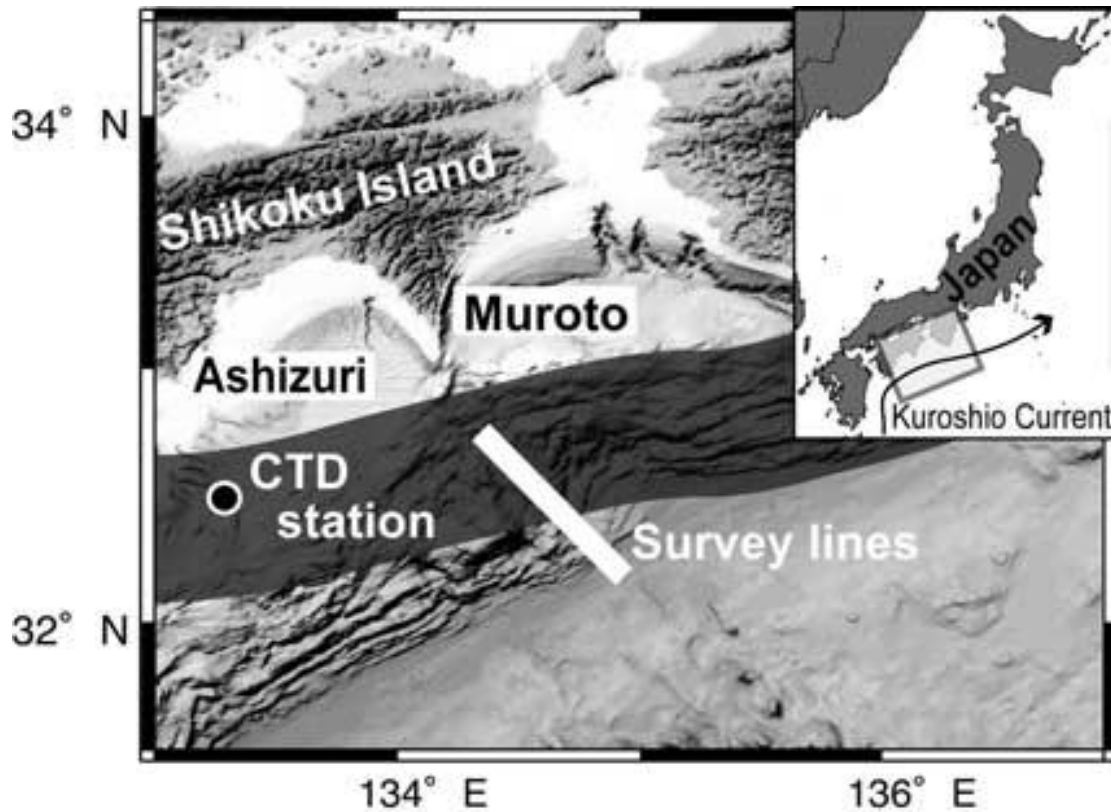 34° N
Shikoku Island
Japan
Muroto
Ashizuri
Kuroshio Current
CTD
station
Survey lines
32° N
134° E
136° E